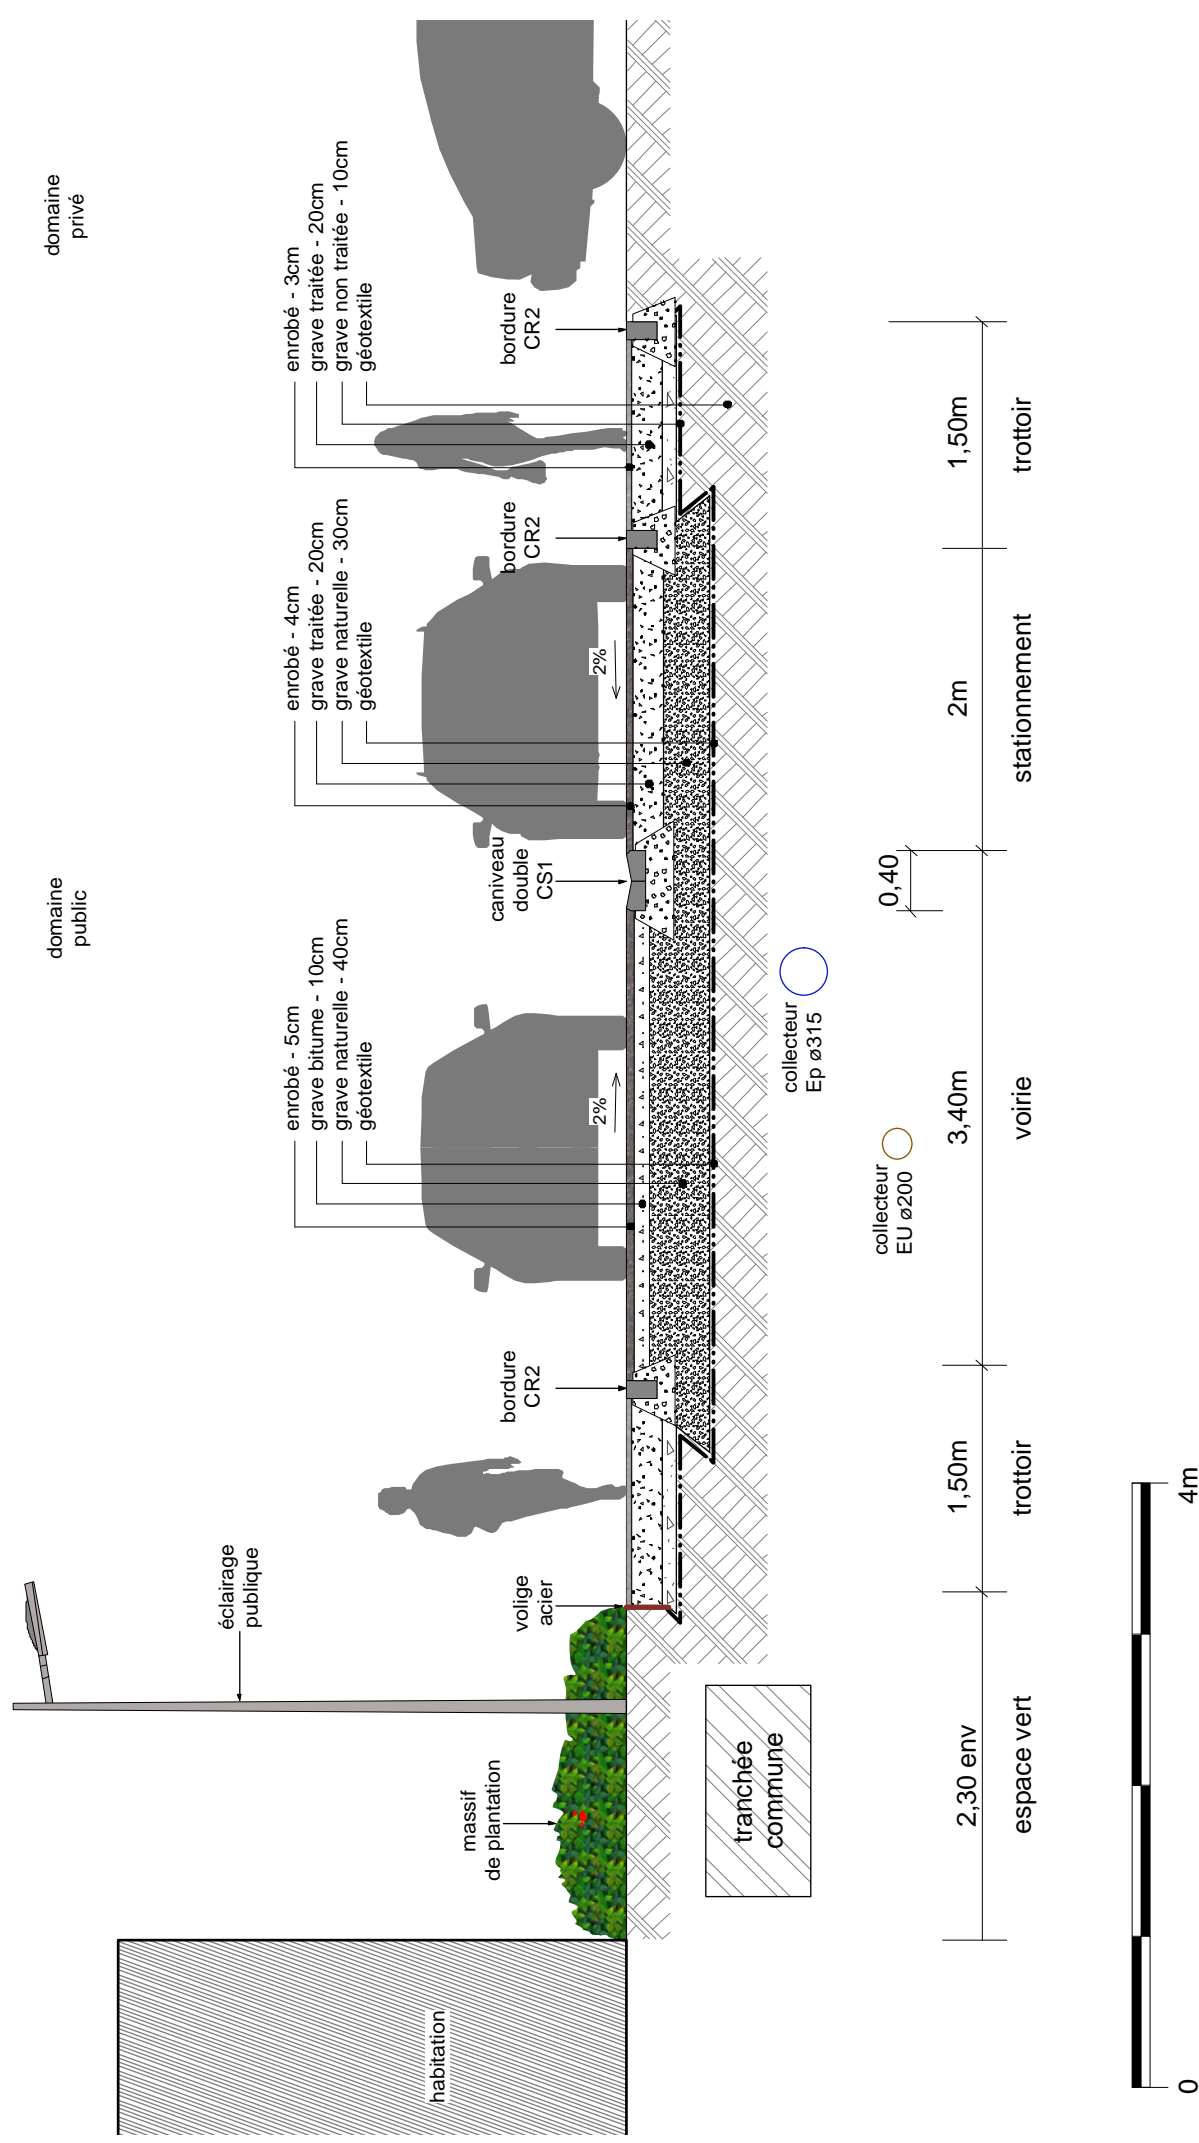 domaine
public
domaine
privé
éclairage
publique
massif
de plantation
habitation
volige
acier
bordure
CR2
enrobé - 5cm
grave bitume - 10cm
grave naturelle - 40cm
géotextile
2%
caniveau
double
CS1
enrobé - 4cm
grave traitée - 20cm
grave naturelle - 30cm
géotextile
2%
bordure
CR2
enrobé - 3cm
grave traitée - 20cm
grave non traitée - 10cm
géotextile
bordure
CR2
tranchée
commune
collecteur
EU ø200
collecteur
Ep ø315
0,40
2,30 env
1,50m
3,40m
2m
1,50m
espace vert
trottoir
voirie
stationnement
trottoir
0
4m